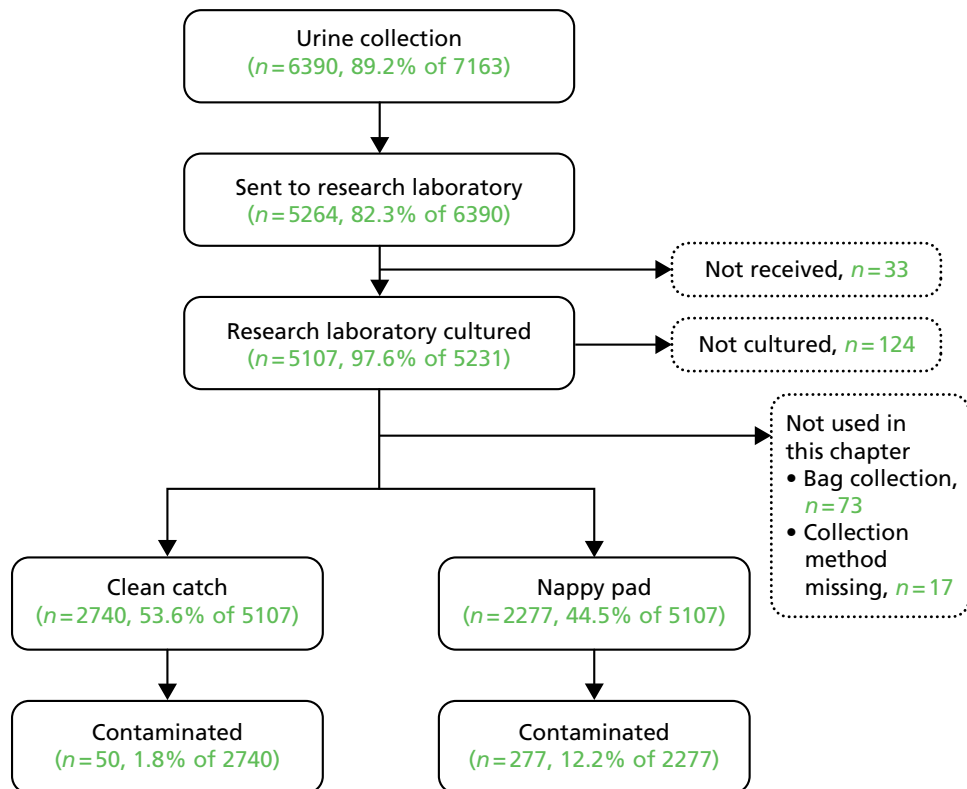 Urine collection
(n=6390, 89.2% of 7163)
Sent to research laboratory
(n=5264, 82.3% of 6390)
Not received, n=33
Research laboratory cultured
(n=5107, 97.6% of 5231)
Not cultured, n=124
Not used in
this chapter
• Bag collection,
n=73
• Collection
method
missing, n=17
Clean catch
(n=2740, 53.6% of 5107)
Nappy pad
(n=2277, 44.5% of 5107)
Contaminated
(n=50, 1.8% of 2740)
Contaminated
(n=277, 12.2% of 2277)